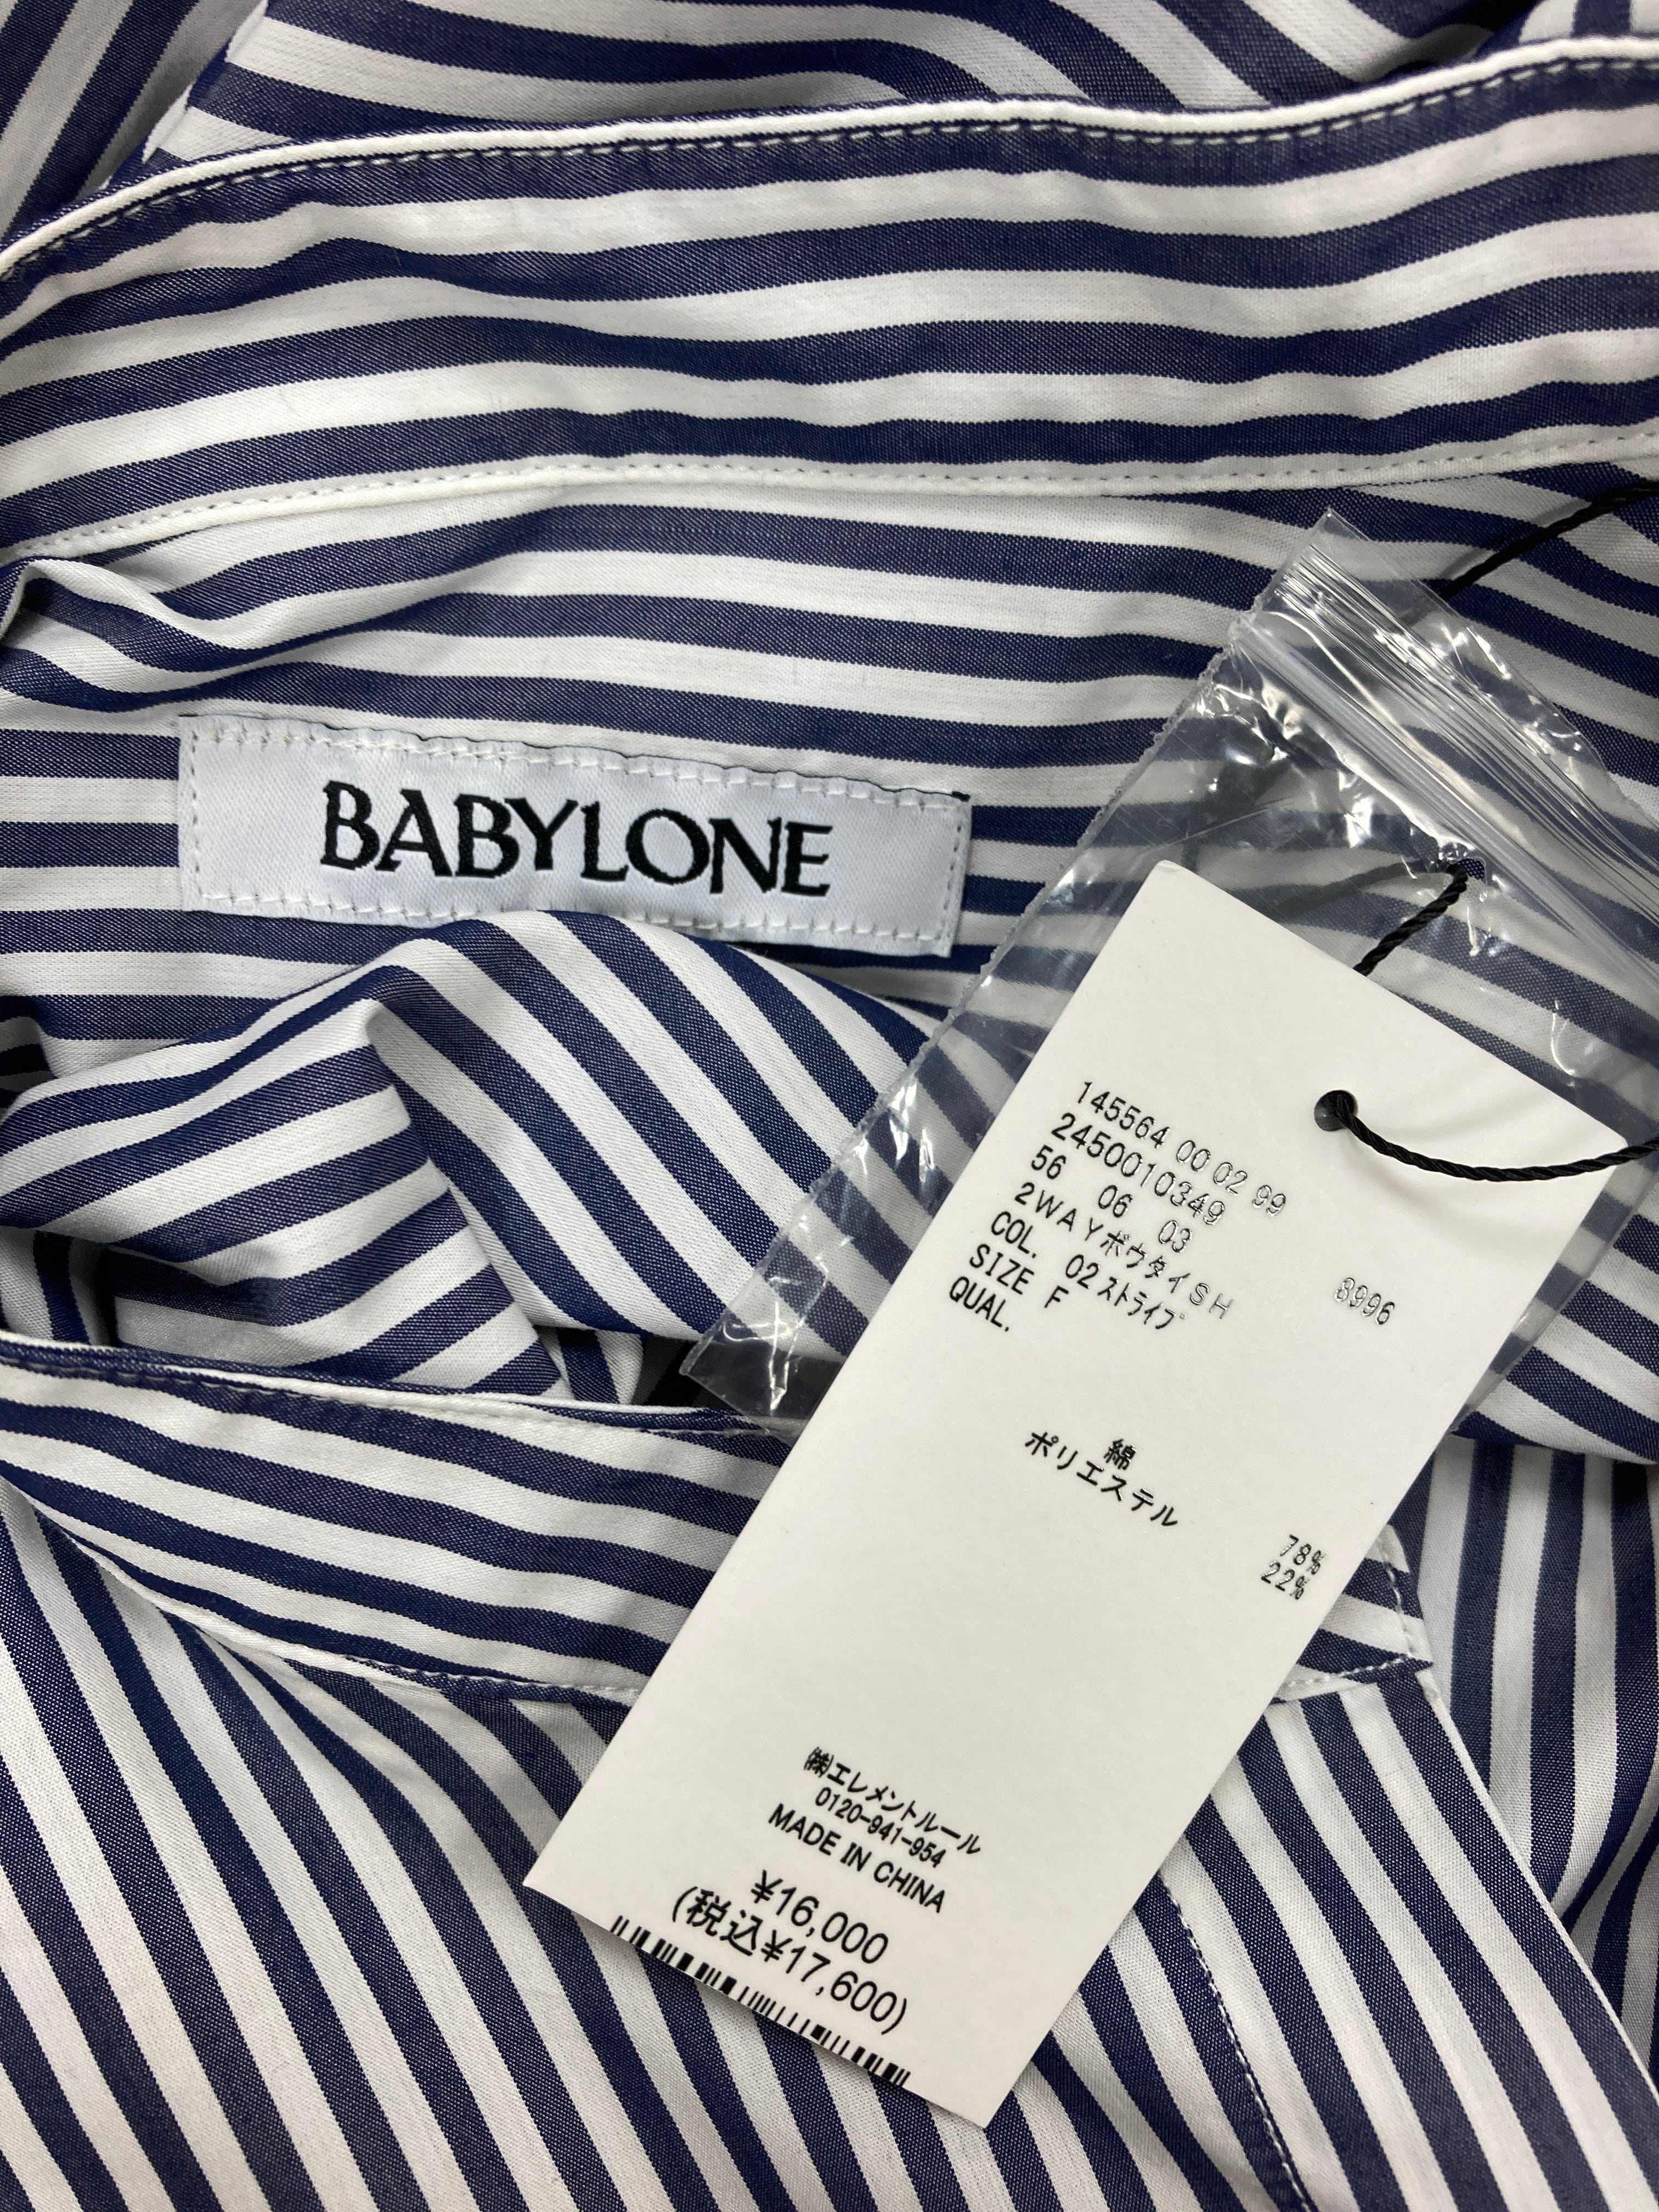 BABYLONE
145564 00 02 99
2450010349
56 06 03
8996
2WAYボウタイSH
COL. 02 ストライプ
SIZE F
QUAL.
綿 78%
ポリエステル 22%
㈱エレメントルール
0120-941-954
MADE IN CHINA
¥16,000
(税込¥17,600)